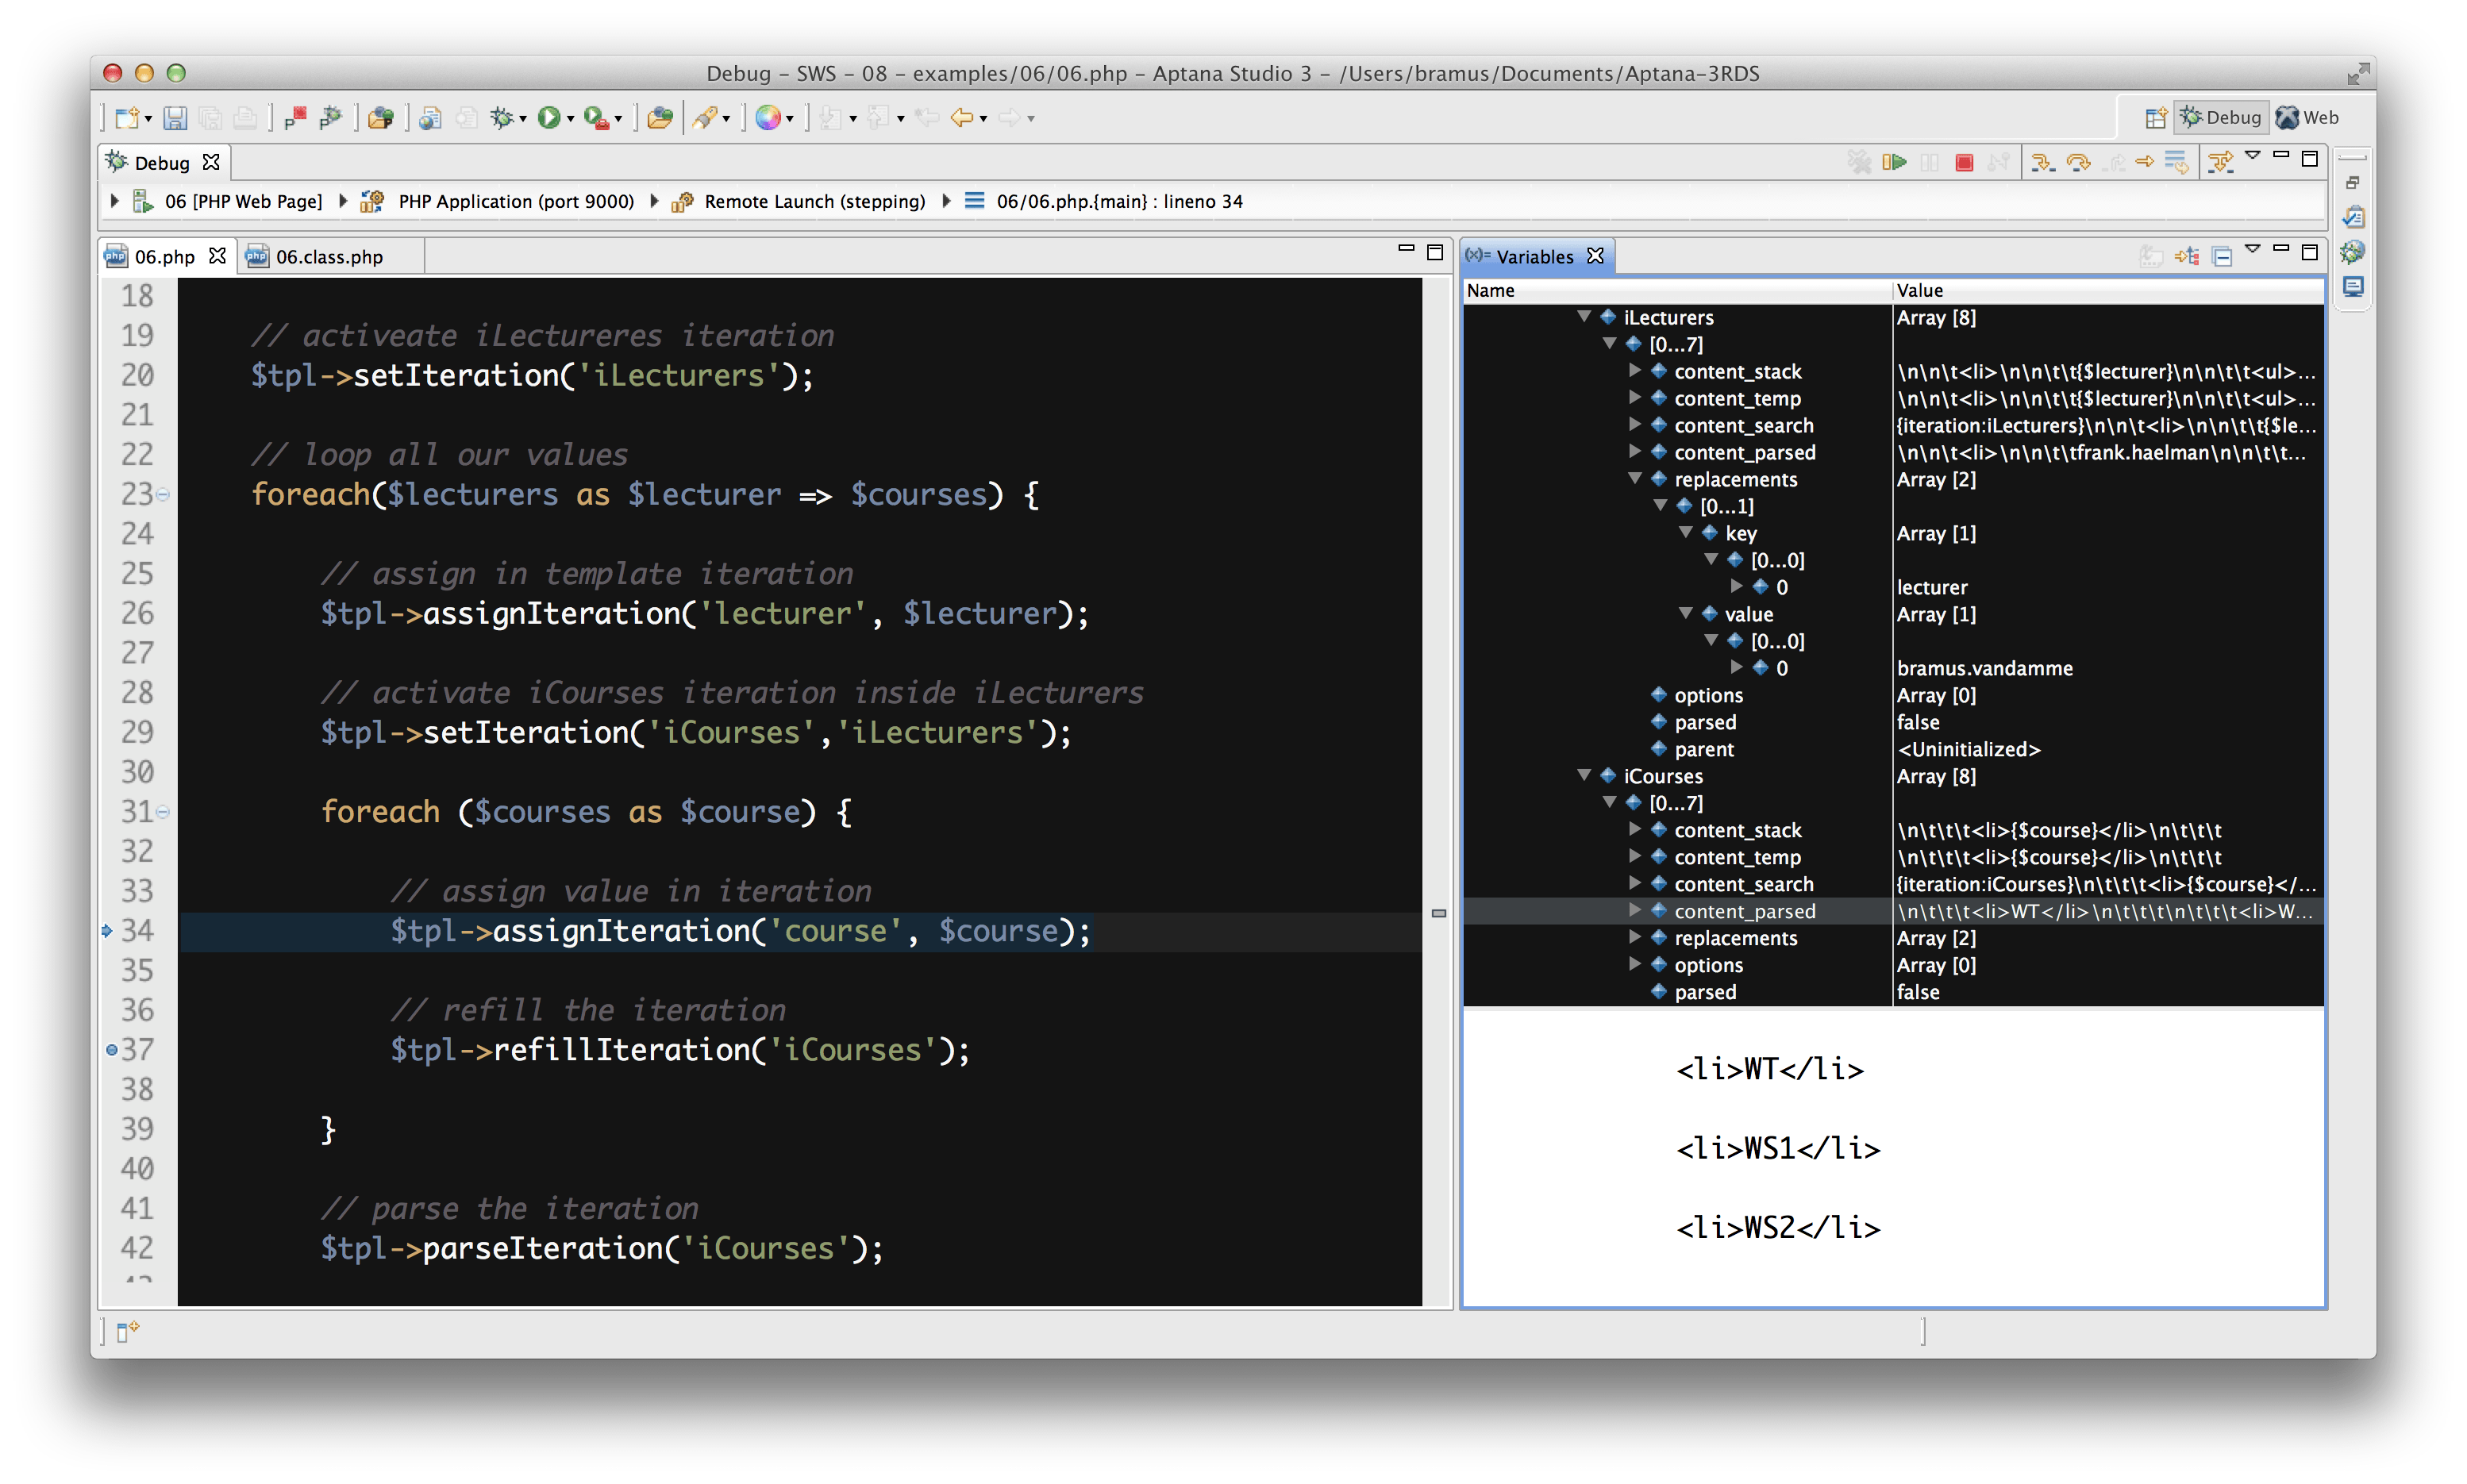 Debug – SWS – 08 – examples/06/06.php – Aptana Studio 3 – /Users/bramus/Documents/Aptana-3RDS
Debug
Web
Debug
06 [PHP Web Page]
PHP Application (port 9000)
Remote Launch (stepping)
06/06.php.{main} : lineno 34
06.php
06.class.php
18
19 // activeate iLectureres iteration
20 $tpl->setIteration('iLecturers');
21
22 // loop all our values
23 foreach($lecturers as $lecturer => $courses) {
24
25 // assign in template iteration
26 $tpl->assignIteration('lecturer', $lecturer);
27
28 // activate iCourses iteration inside iLecturers
29 $tpl->setIteration('iCourses','iLecturers');
30
31 foreach ($courses as $course) {
32
33 // assign value in iteration
34 $tpl->assignIteration('course', $course);
35
36 // refill the iteration
37 $tpl->refillIteration('iCourses');
38
39 }
40
41 // parse the iteration
42 $tpl->parseIteration('iCourses');
(x)= Variables
Name Value
iLecturers Array [8]
[0...7]
content_stack \n\n\t<li>\n\n\t\t{$lecturer}\n\n\t\t<ul>...
content_temp \n\n\t<li>\n\n\t\t{$lecturer}\n\n\t\t<ul>...
content_search {iteration:iLecturers}\n\n\t<li>\n\n\t\t{$le...
content_parsed \n\n\t<li>\n\n\t\tfrank.haelman\n\n\t\t...
replacements Array [2]
[0...1]
key Array [1]
[0...0]
0 lecturer
value Array [1]
[0...0]
0 bramus.vandamme
options Array [0]
parsed false
parent <Uninitialized>
iCourses Array [8]
[0...7]
content_stack \n\t\t\t<li>{$course}</li>\n\t\t\t
content_temp \n\t\t\t<li>{$course}</li>\n\t\t\t
content_search {iteration:iCourses}\n\t\t\t<li>{$course}</...
content_parsed \n\t\t\t<li>WT</li>\n\t\t\t\n\t\t\t<li>W...
replacements Array [2]
options Array [0]
parsed false
<li>WT</li>
<li>WS1</li>
<li>WS2</li>